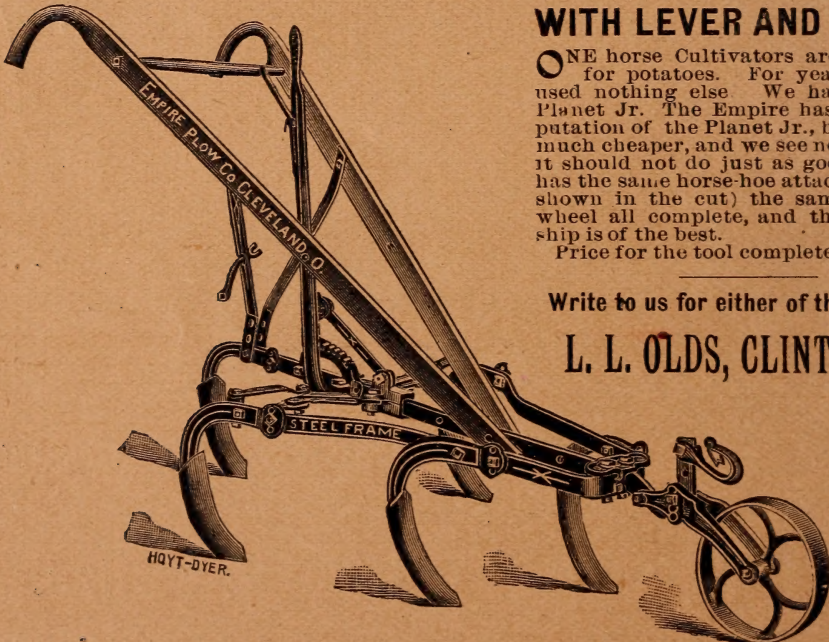 WITH LEVER AND
ONE horse Cultivators are
for potatoes. For yea
used nothing else We ha
Planet Jr. The Empire has
putation of the Planet Jr., b
much cheaper, and we see no
it should not do just as goo
has the same horse-hoe attac
shown in the cut) the sam
wheel all complete, and th
ship is of the best.
Price for the tool complete
Write to us for either of th
L. L. OLDS, CLINT
EMPIRE PLOW CO. CLEVELAND, O.
STEEL FRAME
HOYT-DYER.